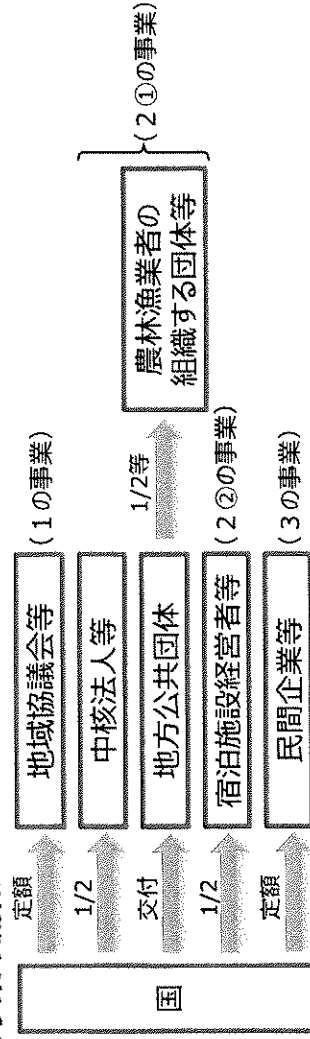 国
定額
地域協議会等
(1の事業)
1/2
中核法人等
交付
地方公共団体
1/2等
農林漁業者の
組織する団体等
(2①の事業)
1/2
宿泊施設経営者等
(2②の事業)
定額
民間企業等
(3の事業)